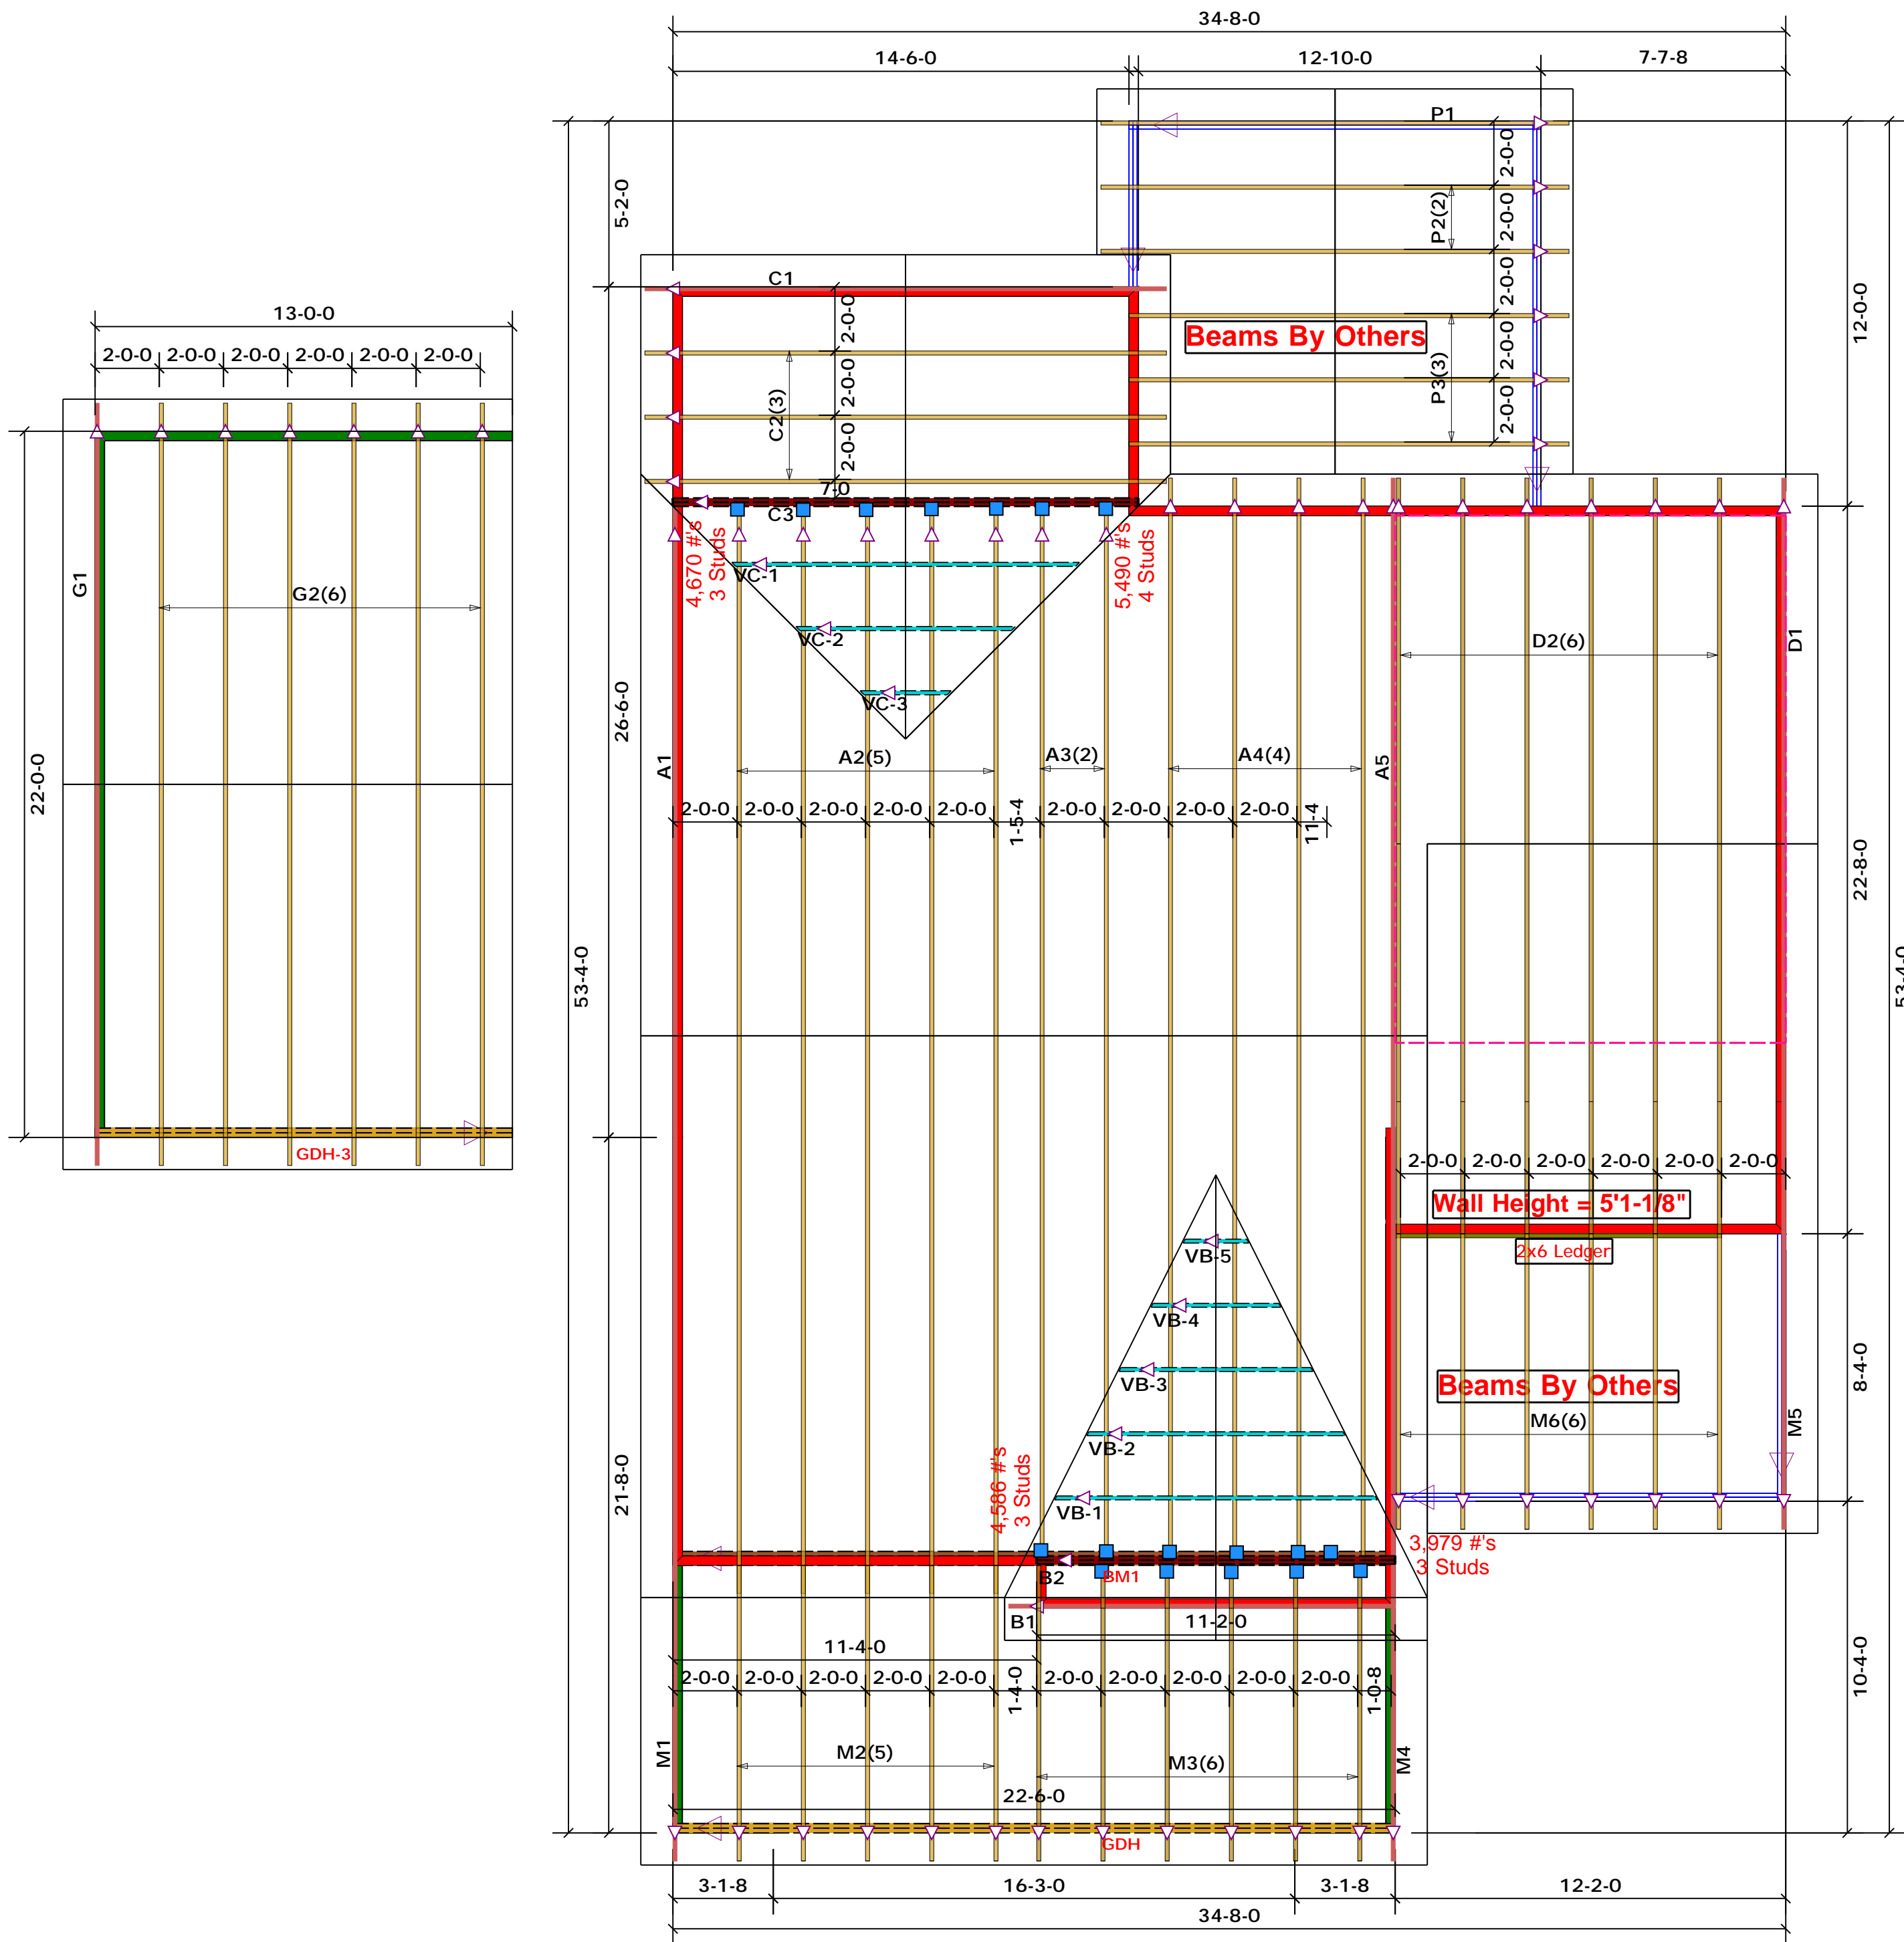 34-8-0
14-6-0
12-10-0
7-7-8
P1
2-0-0
5-2-0
P2(2)
2-0-0
2-0-0
C1
2-0-0
12-0-0
13-0-0
2-0-0
Beams By Others
2-0-0 2-0-0 2-0-0 2-0-0 2-0-0 2-0-0
C2(3)
2-0-0
P3(3)
2-0-0
2-0-0
7-0
C3
4,670 #'s
3 Studs
5,490 #'s
4 Studs
G1
G2(6)
VC-1
VC-2
VC-3
D2(6)
D1
26-6-0
22-0-0
A1
A2(5)
A3(2)
A4(4)
A5
2-0-0 2-0-0 2-0-0 2-0-0 2-0-0 1-5-4 2-0-0 2-0-0 2-0-0 2-0-0 11-4
22-8-0
53-4-0
53-4-0
GDH-3
2-0-0 2-0-0 2-0-0 2-0-0 2-0-0 2-0-0
Wall Height = 5'1-1/8"
2x6 Ledger
VB-5
VB-4
VB-3
VB-2
VB-1
8-4-0
Beams By Others
M6(6)
M5
21-8-0
4,586 #'s
3 Studs
3,979 #'s
3 Studs
B2
BM1
B1
11-2-0
11-4-0
2-0-0 2-0-0 2-0-0 2-0-0 2-0-0 1-4-0 2-0-0 2-0-0 2-0-0 2-0-0 2-0-0 1-0-8
10-4-0
M1
M2(5)
M3(6)
M4
22-6-0
GDH
3-1-8
16-3-0
3-1-8
12-2-0
34-8-0